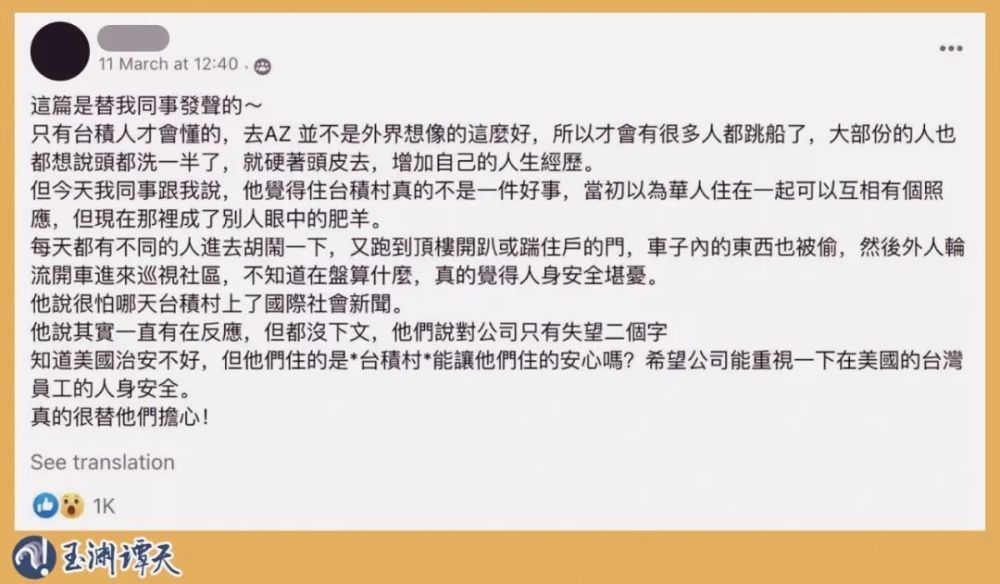 11 March at 12:40 ·
這篇是替我同事發聲的～
只有台積人才會懂的，去AZ 並不是外界想像的這麼好，所以才會有很多人都跳船了，大部份的人也
都想說頭都洗一半了，就硬著頭皮去，增加自己的人生經歷。
但今天我同事跟我說，他覺得住台積村真的不是一件好事，當初以為華人住在一起可以互相有個照
應，但現在那裡成了別人眼中的肥羊。
每天都有不同的人進去胡鬧一下，又跑到頂樓開趴或踹住戶的門，車子內的東西也被偷，然後外人輪
流開車進來巡視社區，不知道在盤算什麼，真的覺得人身安全堪憂。
他說很怕哪天台積村上了國際社會新聞。
他說其實一直有在反應，但都沒下文，他們說對公司只有失望二個字
知道美國治安不好，但他們住的是*台積村*能讓他們住的安心嗎？希望公司能重視一下在美國的台灣
員工的人身安全。
真的很替他們擔心！
See translation
1K
玉渊谭天